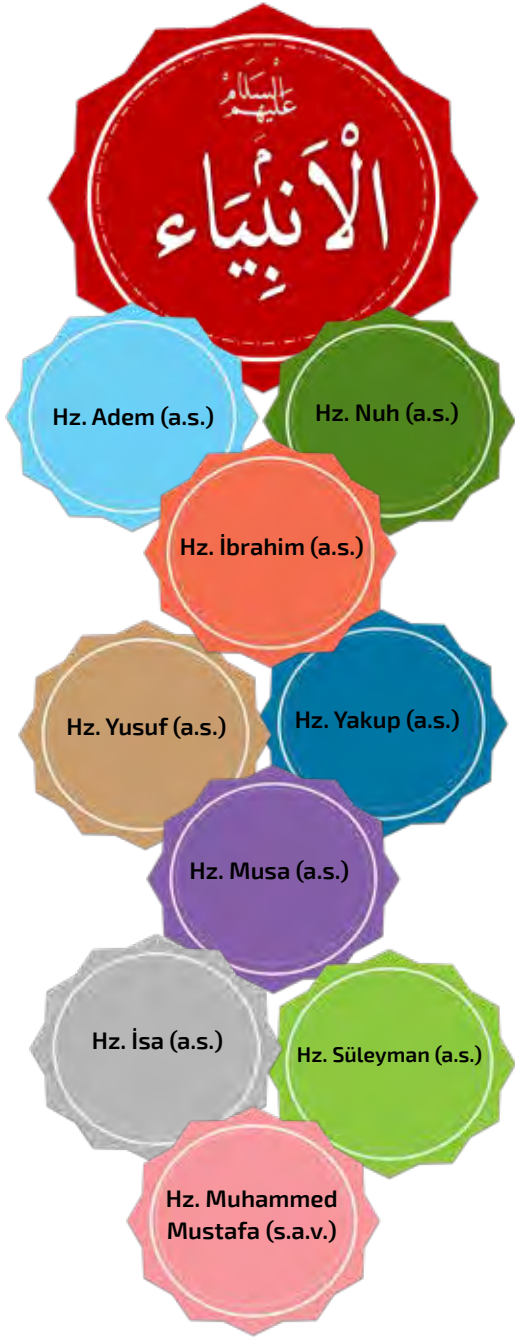 عَلَيْهِمُ السَّلَامُ
الْاَنْبِيَاء
Hz. Adem (a.s.)
Hz. Nuh (a.s.)
Hz. İbrahim (a.s.)
Hz. Yusuf (a.s.)
Hz. Yakup (a.s.)
Hz. Musa (a.s.)
Hz. İsa (a.s.)
Hz. Süleyman (a.s.)
Hz. Muhammed
Mustafa (s.a.v.)